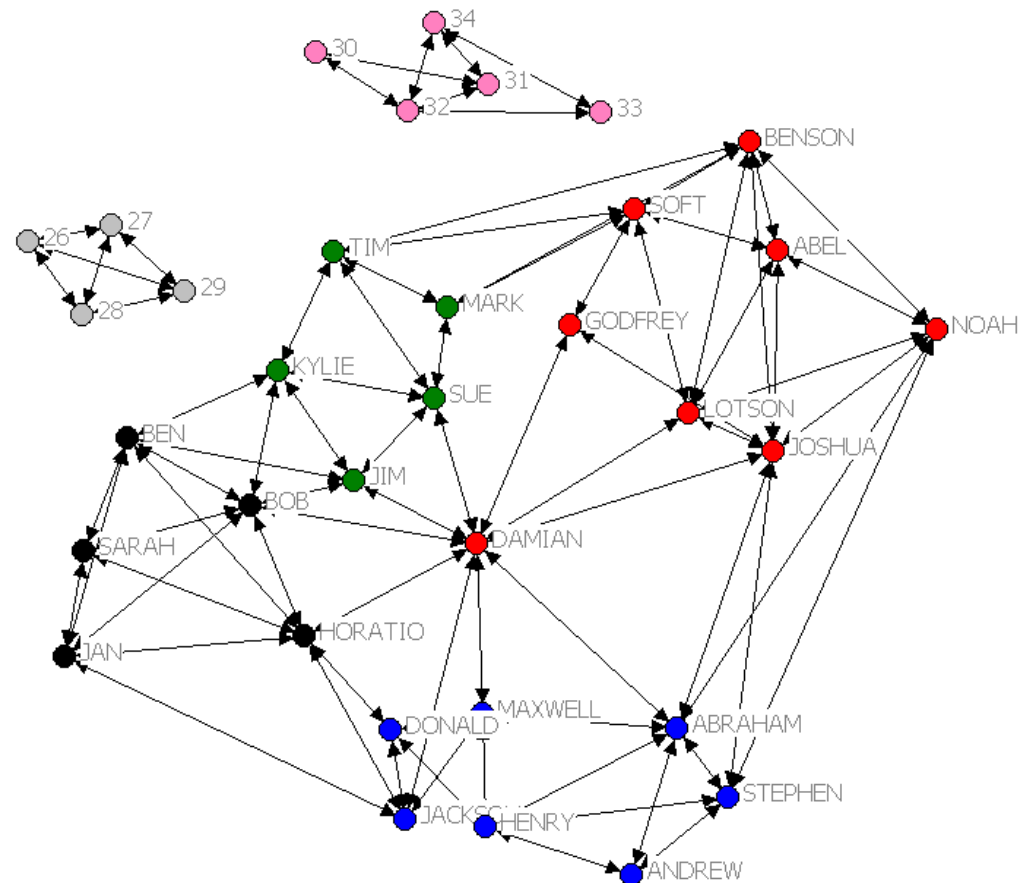 34
30
31
32
33
BENSON
SOFT
27
26
TIM
ABEL
29
28
MARK
GODFREY
NOAH
KYLIE
SUE
LOTSON
BEN
JOSHUA
JIM
BOB
SARAH
DAMIAN
HORATIO
JAN
MAXWELL
DONALD
ABRAHAM
STEPHEN
HENRY
ANDREW